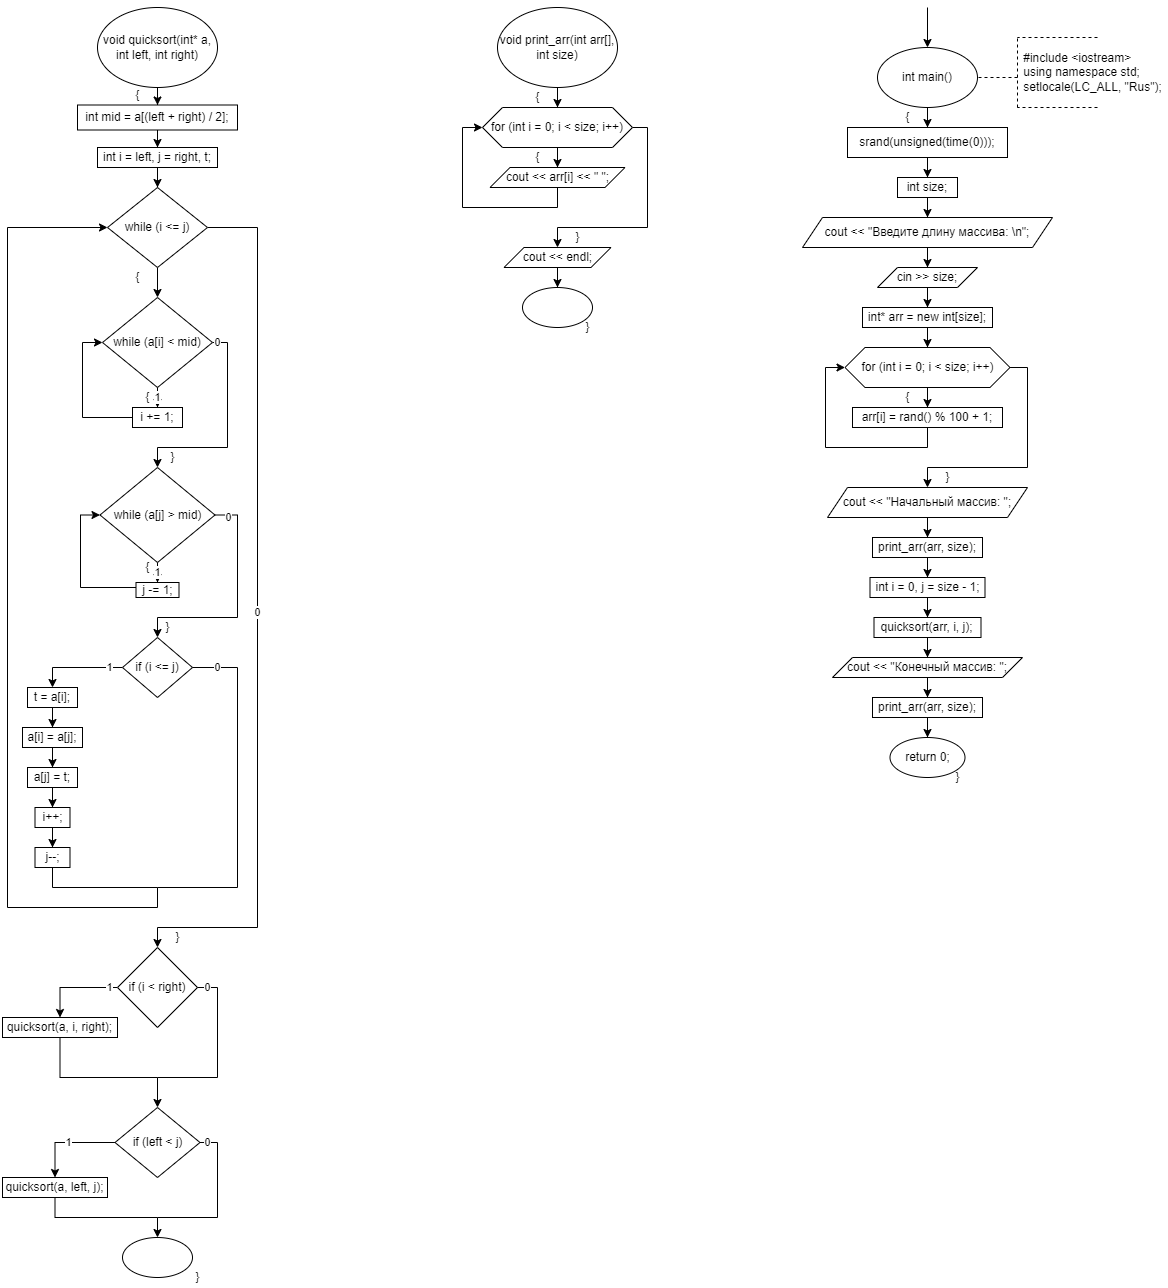 void quicksort(int* a,
int left, int right)
{
int mid = a[(left + right) / 2];
int i = left, j = right, t;
while (i <= j)
{
while (a[i] < mid)
0
{
1
i += 1;
}
while (a[j] > mid)
0
{
1
j -= 1;
0
}
1
if (i <= j)
0
t = a[i];
a[i] = a[j];
a[j] = t;
i++;
j--;
}
1
if (i < right)
0
quicksort(a, i, right);
1
if (left < j)
0
quicksort(a, left, j);
}
void print_arr(int arr[],
int size)
{
for (int i = 0; i < size; i++)
{
cout << arr[i] << " ";
}
cout << endl;
}
int main()
#include <iostream>
using namespace std;
setlocale(LC_ALL, "Rus");
{
srand(unsigned(time(0)));
int size;
cout << "Введите длину массива: \n";
cin >> size;
int* arr = new int[size];
for (int i = 0; i < size; i++)
{
arr[i] = rand() % 100 + 1;
}
cout << "Начальный массив: ";
print_arr(arr, size);
int i = 0, j = size - 1;
quicksort(arr, i, j);
cout << "Конечный массив: ";
print_arr(arr, size);
return 0;
}